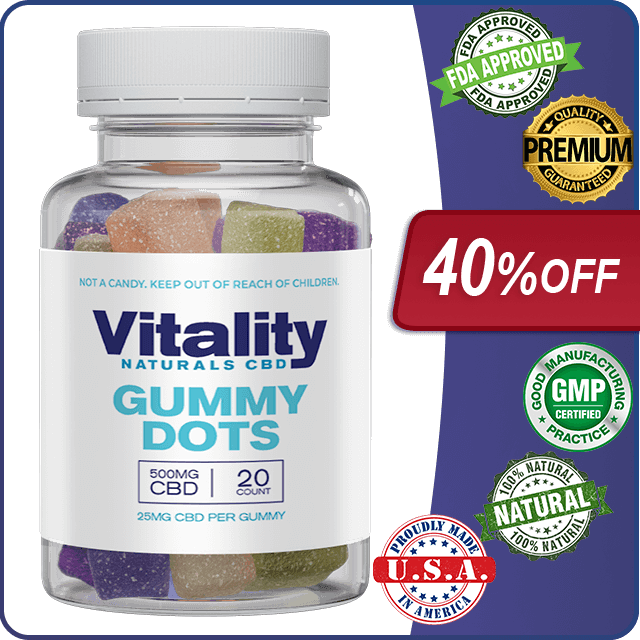 NOT A CANDY. KEEP OUT OF REACH OF CHILDREN.
Vitality
NATURALS CBD
GUMMY
DOTS
500MG
CBD
20
COUNT
25MG CBD PER GUMMY
FDA APPROVED
FDA APPROVED
FDA APPROVED
QUALITY
PREMIUM
GUARANTEED
40%OFF
GOOD MANUFACTURING
GMP
CERTIFIED
PRACTICE
100% NATURAL
NATURAL
100% NATURAL
PROUDLY MADE
U.S.A.
IN AMERICA